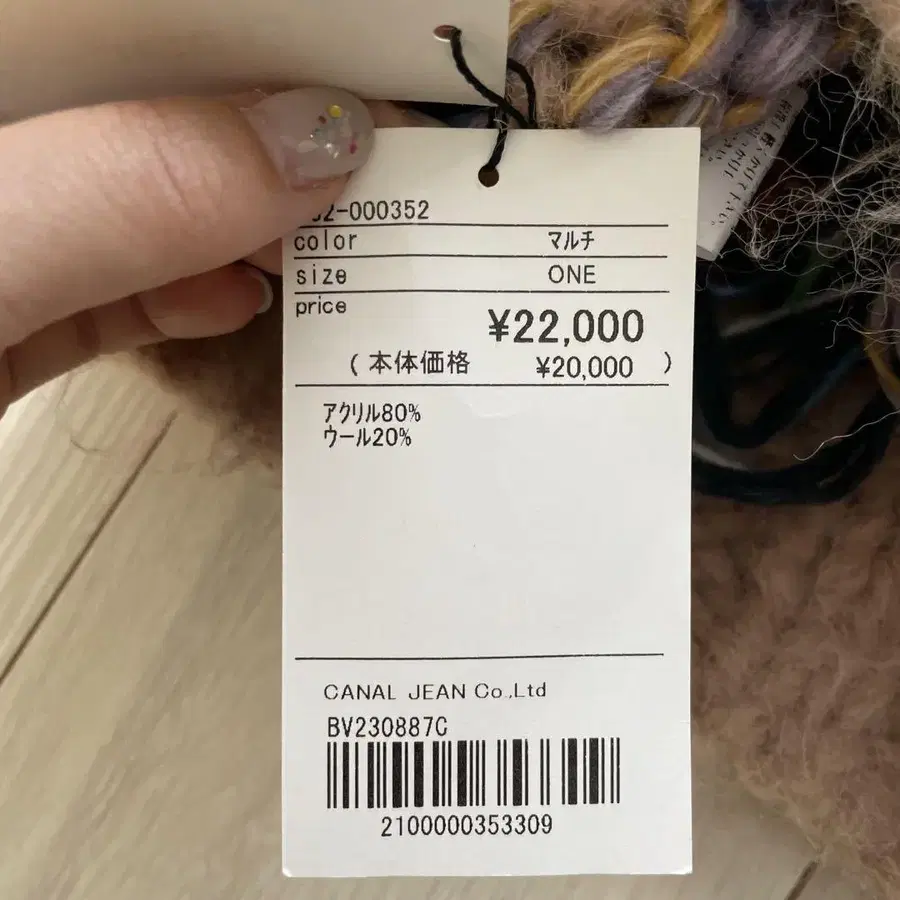 2-000352
color マルチ
size ONE
price
¥22,000
(本体価格 ¥20,000 )
アクリル80%
ウール20%
CANAL JEAN Co.,Ltd
BV230887C
2100000353309